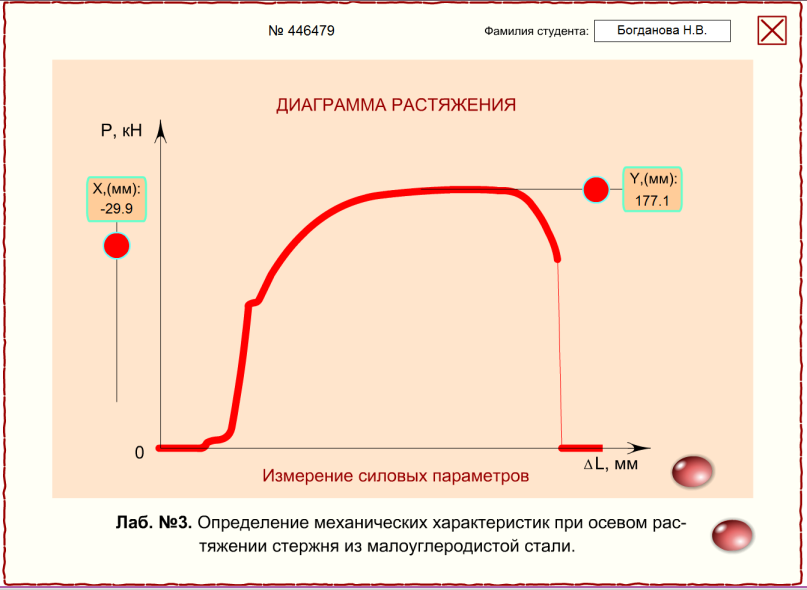 № 446479
Фамилия студента: Богданова Н.В.
ДИАГРАММА РАСТЯЖЕНИЯ
P, кН
X,(мм):
-29.9
Y,(мм):
177.1
0
ΔL, мм
Измерение силовых параметров
Лаб. №3. Определение механических характеристик при осевом рас-
тяжении стержня из малоуглеродистой стали.